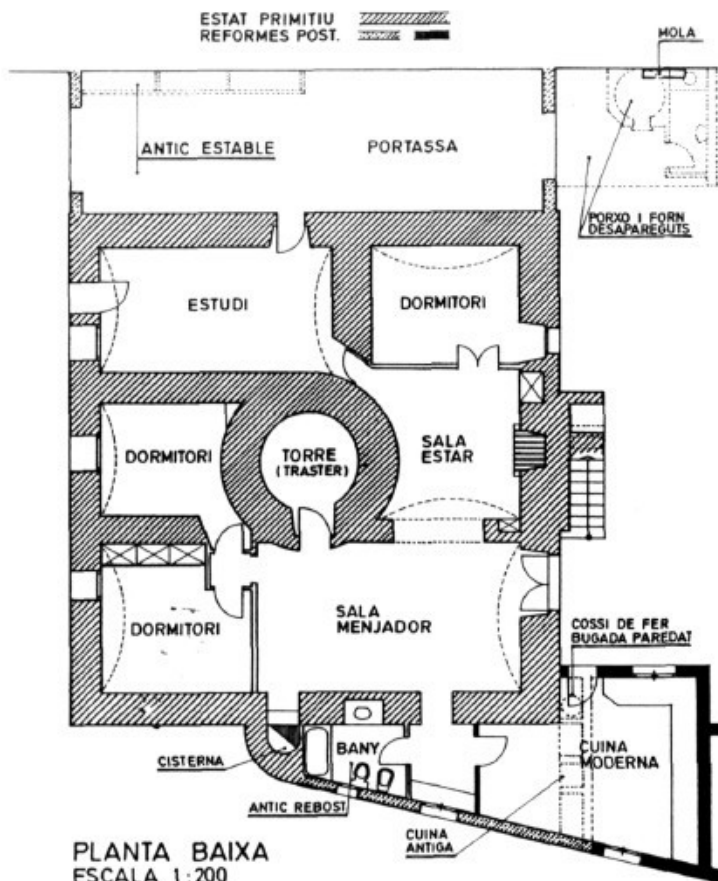 ESTAT PRIMITIU
REFORMES POST.
MOLA
ANTIC ESTABLE
PORTASSA
PORXO I FORN
DESAPAREGUTS
ESTUDI
DORMITORI
DORMITORI
TORRE
(TRASTER)
SALA
ESTAR
DORMITORI
SALA
MENJADOR
COSSI DE FER
BUGADA PAREDAT
CISTERNA
BANY
CUINA
MODERNA
ANTIC REBOST
CUINA
ANTIGA
PLANTA BAIXA
ESCALA 1:200